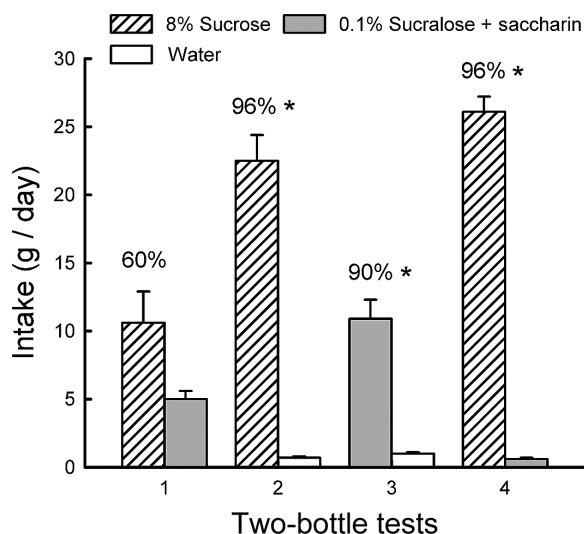 8% Sucrose 0.1% Sucralose + saccharin
Water
30
25
20
15
10
5
0
Intake (g / day)
60%
96% *
90% *
96% *
1 2 3 4
Two-bottle tests